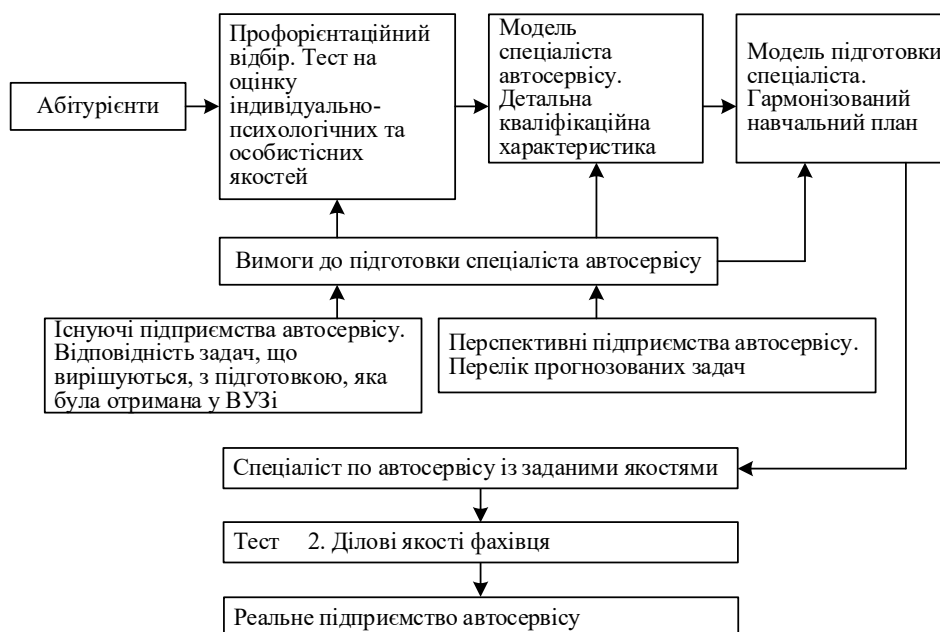 Абітурієнти
Профорієнтаційний
відбір. Тест на
оцінку
індивідуально-
психологічних та
особистісних
якостей
Модель
спеціаліста
автосервісу.
Детальна
кваліфікаційна
характеристика
Модель підготовки
спеціаліста.
Гармонізований
навчальний план
Вимоги до підготовки спеціаліста автосервісу
Існуючі підприємства автосервісу.
Відповідність задач, що
вирішуються, з підготовкою, яка
була отримана у ВУЗі
Перспективні підприємства автосервісу.
Перелік прогнозованих задач
Спеціаліст по автосервісу із заданими якостями
Тест 2. Ділові якості фахівця
Реальне підприємство автосервісу